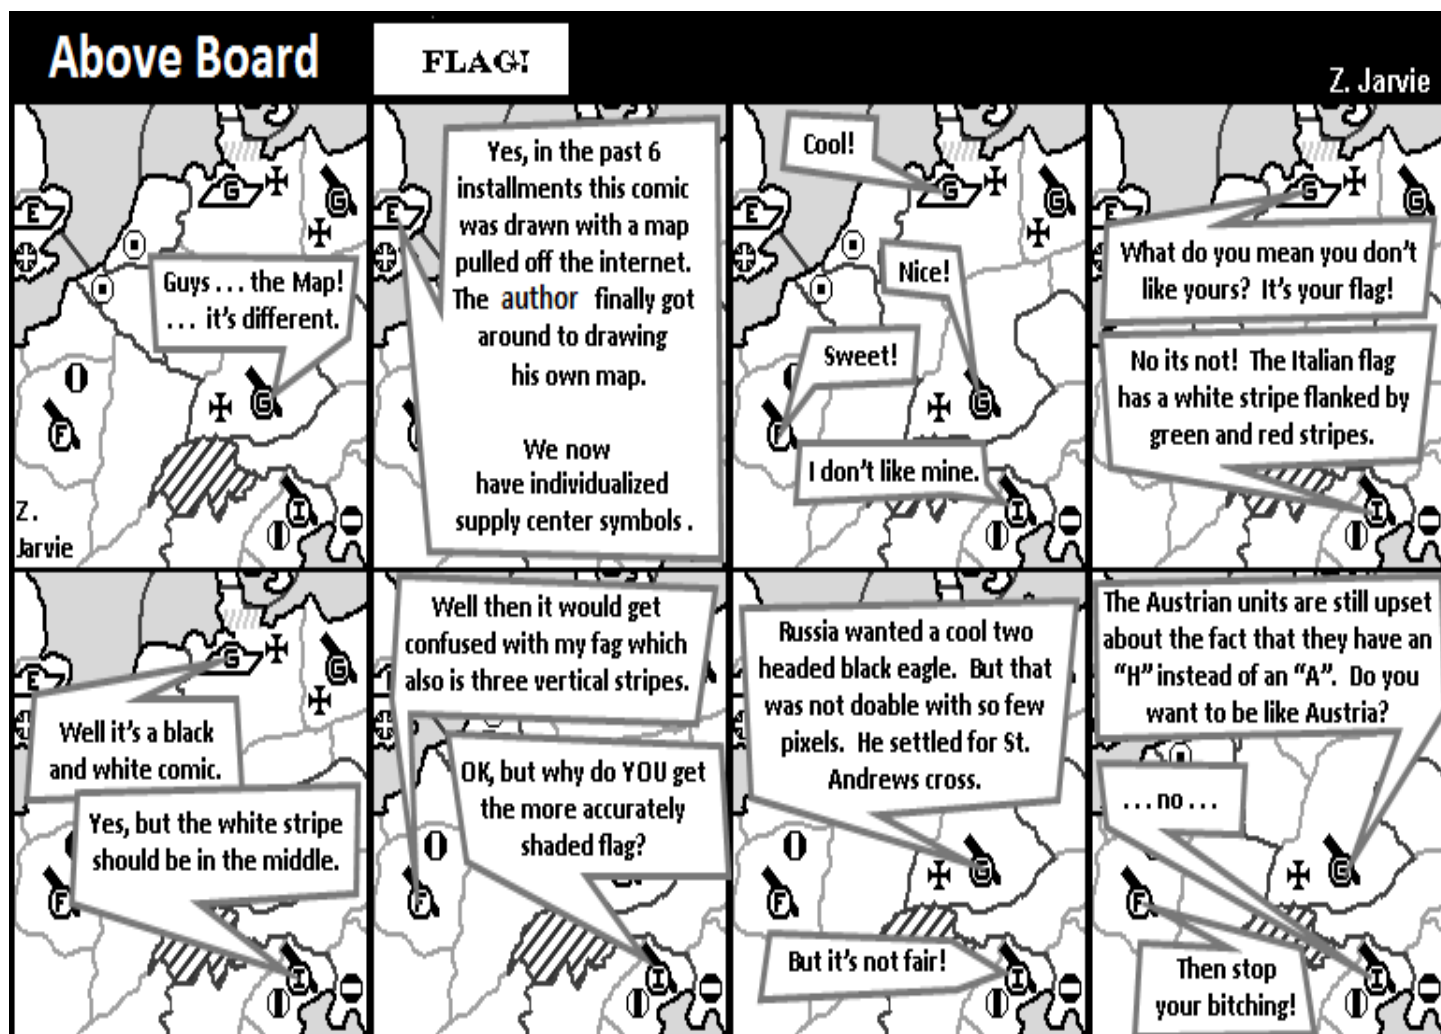 Above Board
FLAG!
Z. Jarvie
E
G
G
Guys ... the Map!
... it's different.
F
G
Z.
Jarvie
I
E
Yes, in the past 6
installments this comic
was drawn with a map
pulled off the internet.
The author finally got
around to drawing
his own map.
We now
have individualized
supply center symbols .
Cool!
G
G
Nice!
Sweet!
G
F
I don't like mine.
I
G
What do you mean you don't
like yours?  It's your flag!
No its not!  The Italian flag
has a white stripe flanked by
green and red stripes.
I
E
G
G
Well it's a black
and white comic.
Yes, but the white stripe
should be in the middle.
F
I
Well then it would get
confused with my fag which
also is three vertical stripes.
OK, but why do YOU get
the more accurately
shaded flag?
F
I
Russia wanted a cool two
headed black eagle.  But that
was not doable with so few
pixels.  He settled for St.
Andrews cross.
G
F
But it's not fair!
I
The Austrian units are still upset
about the fact that they have an
"H" instead of an "A".  Do you
want to be like Austria?
... no ...
G
F
Then stop
your bitching!
I